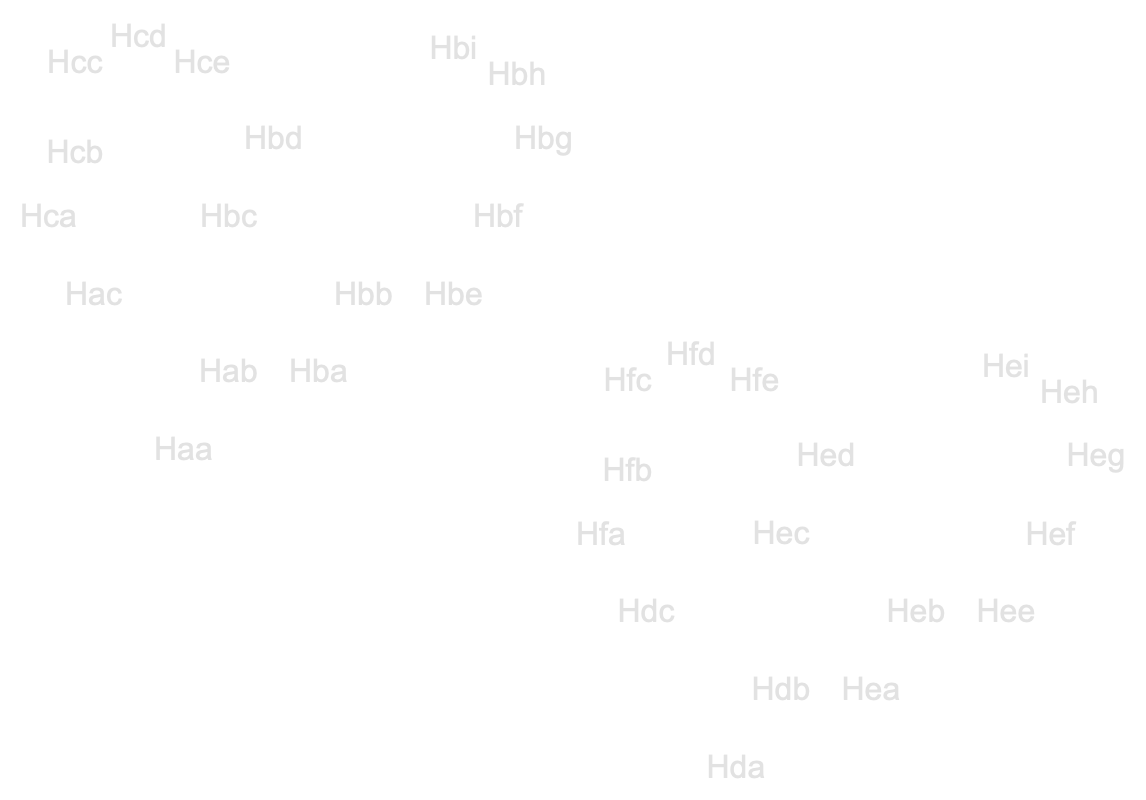 Hcd
Hcc Hce
Hbi
Hbh
Hbd Hbg
Hcb
Hca Hbc Hbf
Hac Hbb Hbe
Hab Hba
Haa
Hfd
Hfc Hfe
Hei
Heh
Hed Heg
Hfb
Hfa Hec Hef
Hdc Heb Hee
Hdb Hea
Hda